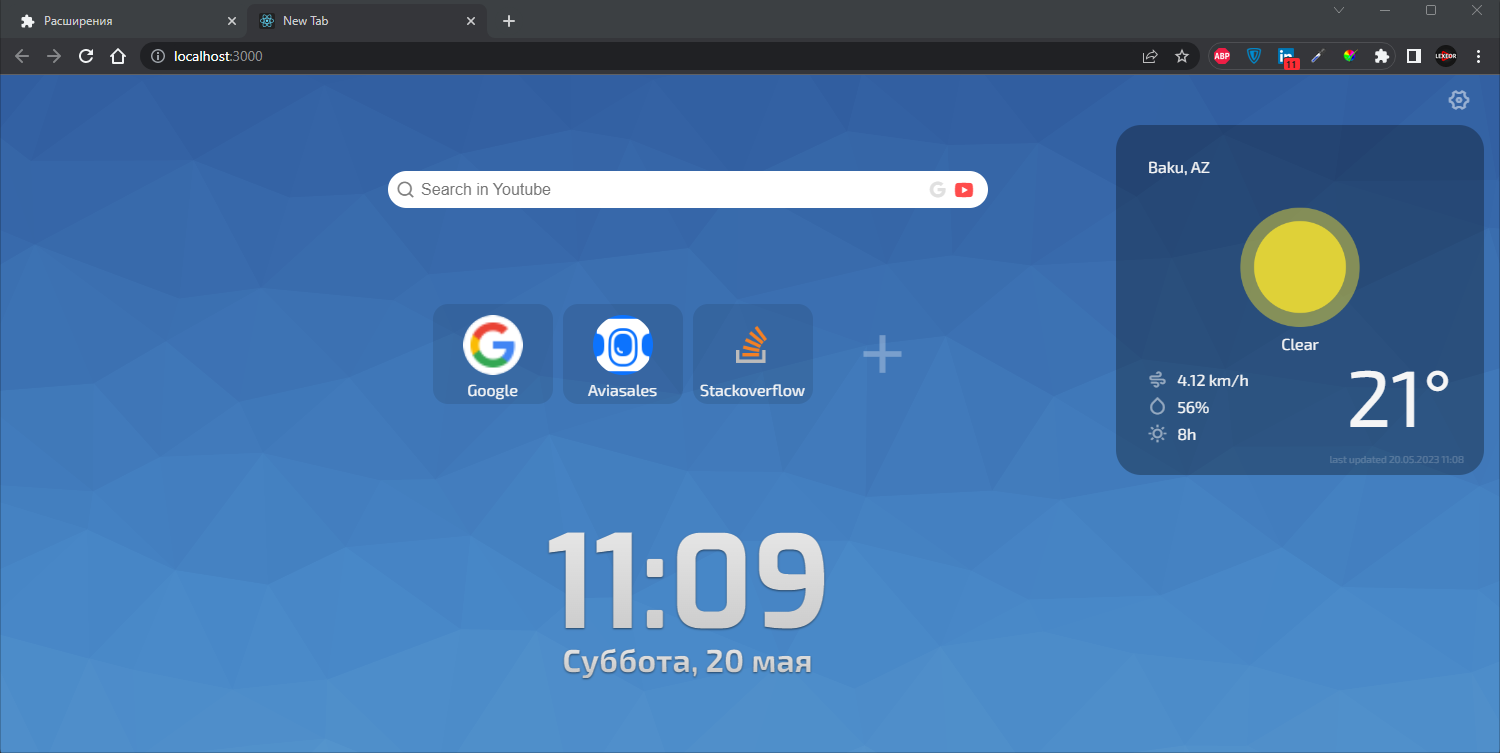 Расширения
New Tab
localhost:3000
ABP
in
11
LEXEOR
Baku, AZ
Search in Youtube
Clear
Google
Aviasales
Stackoverflow
4.12 km/h
56%
8h
21°
last updated 20.05.2023 11:08
11:09
Суббота, 20 мая